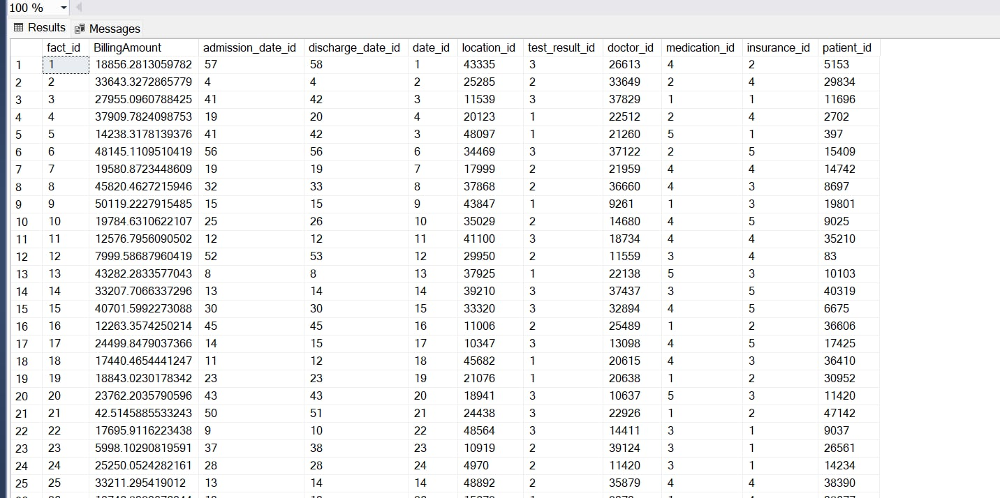 100 %
Results Messages
fact_id BillingAmount admission_date_id discharge_date_id date_id location_id test_result_id doctor_id medication_id insurance_id patient_id
1 1 18856.2813059782 57 58 1 43335 3 26613 4 2 5153
2 2 33643.3272865779 4 4 2 25285 2 33649 2 4 29834
3 3 27955.0960788425 41 42 3 11539 3 37829 1 1 11696
4 4 37909.7824098753 19 20 4 20123 1 22512 2 4 2702
5 5 14238.3178139376 41 42 3 48097 1 21260 5 1 397
6 6 48145.1109510419 56 56 6 34469 3 37122 2 5 15409
7 7 19580.8723448609 19 19 7 17999 2 21959 4 4 14742
8 8 45820.4627215946 32 33 8 37868 2 36660 4 3 8697
9 9 50119.2227915485 15 15 9 43847 1 9261 1 3 19801
10 10 19784.6310622107 25 26 10 35029 2 14680 4 5 9025
11 11 12576.7956090502 12 12 11 41100 3 18734 4 4 35210
12 12 7999.58687960419 52 53 12 29950 2 11559 3 4 83
13 13 43282.2833577043 8 8 13 37925 1 22138 5 3 10103
14 14 33207.7066337296 13 14 14 39210 3 37437 3 5 40319
15 15 40701.5992273088 30 30 15 33320 3 32894 4 5 6675
16 16 12263.3574250214 45 45 16 11006 2 25489 1 2 36606
17 17 24499.8479037366 14 15 17 10347 3 13098 4 5 17425
18 18 17440.4654441247 11 12 18 45682 1 20615 4 3 36410
19 19 18843.0230178342 23 23 19 21076 1 20638 1 2 30952
20 20 23762.2035790596 43 43 20 18941 3 10637 5 3 11420
21 21 42.5145885533243 50 51 21 24438 3 22926 1 2 47142
22 22 17695.9116223438 9 10 22 48564 3 14411 3 1 9037
23 23 5998.10290819591 37 38 23 10919 2 39124 3 1 26561
24 24 25250.0524282161 28 28 24 4970 2 11420 3 1 14234
25 25 33211.295419012 13 14 14 48892 2 35879 4 4 38390